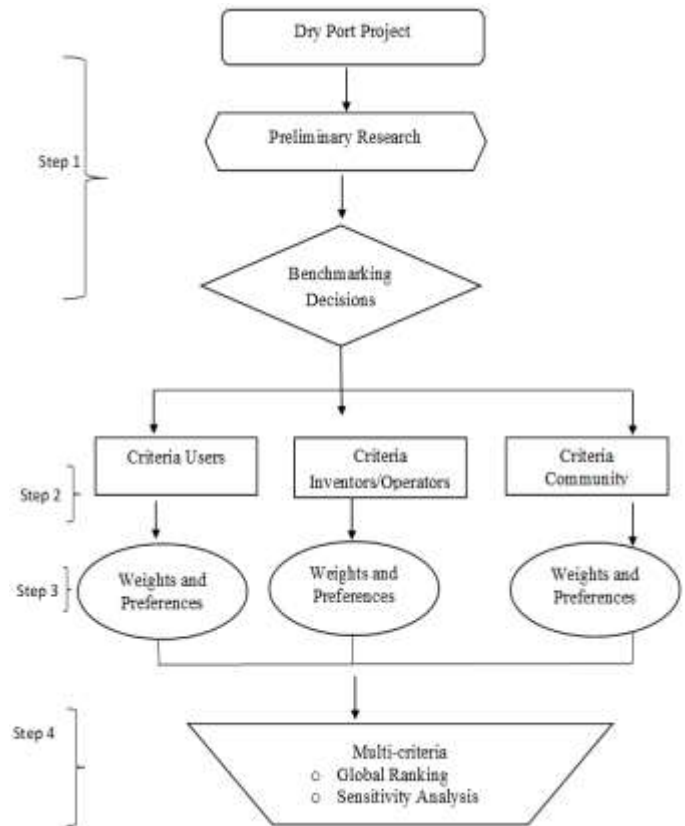 Dry Port Project
Step 1
Preliminary Research
Benchmarking
Decisions
Step 2
Criteria Users
Criteria
Inventors/Operators
Criteria
Community
Step 3
Weights and
Preferences
Weights and
Preferences
Weights and
Preferences
Step 4
Multi-criteria
o Global Ranking
o Sensitivity Analysis